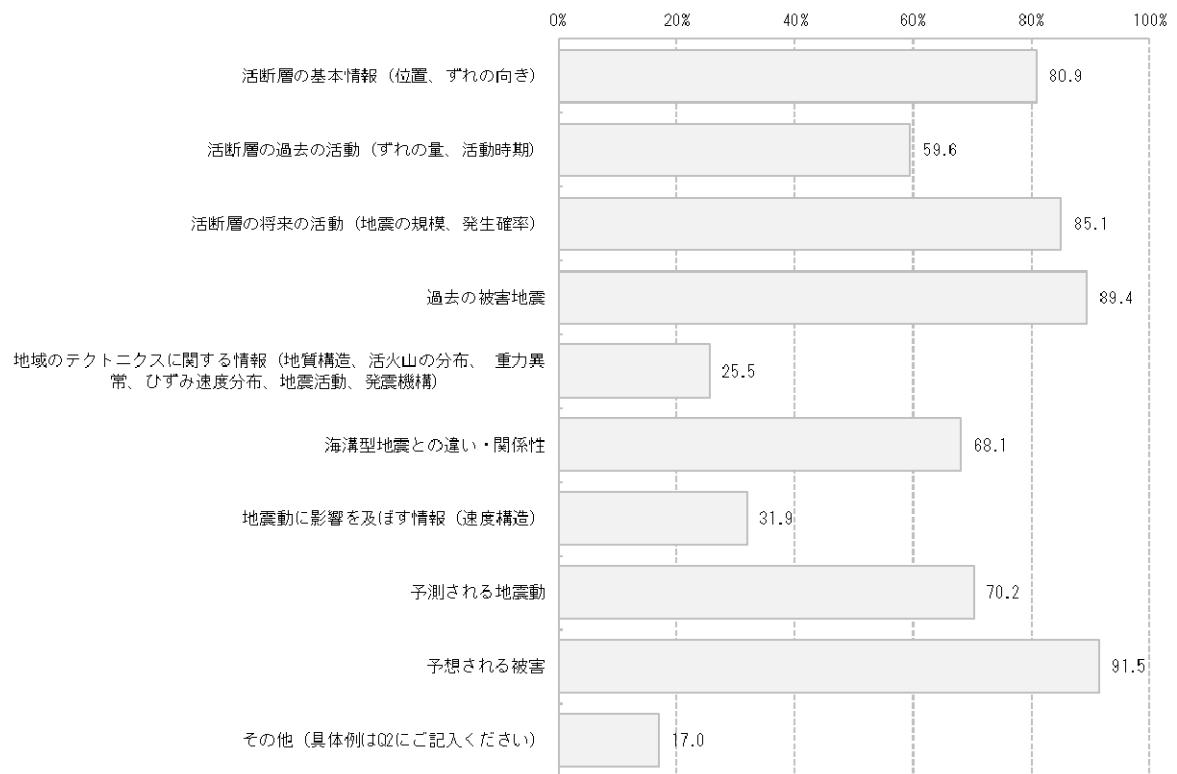 0% 20% 40% 60% 80% 100%
活断層の基本情報（位置、ずれの向き） 80.9
活断層の過去の活動（ずれの量、活動時期） 59.6
活断層の将来の活動（地震の規模、発生確率） 85.1
過去の被害地震 89.4
地域のテクトニクスに関する情報（地質構造、活火山の分布、 重力異
常、ひずみ速度分布、地震活動、発震機構） 25.5
海溝型地震との違い・関係性 68.1
地震動に影響を及ぼす情報（速度構造） 31.9
予測される地震動 70.2
予想される被害 91.5
その他（具体例はQ2にご記入ください） 17.0